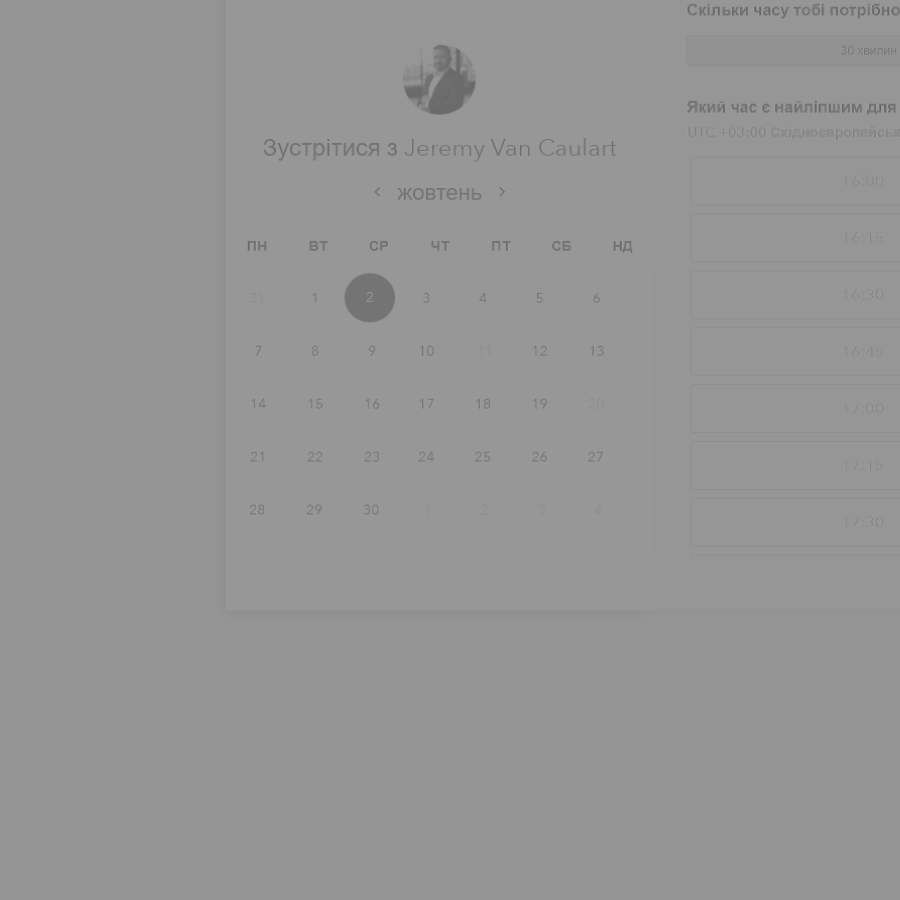 Скільки часу тобі потрібно
30 хвилин
Зустрітися з Jeremy Van Caulart
жовтень
ПН ВТ СР ЧТ ПТ СБ НД
31 1 2 3 4 5 6
7 8 9 10 11 12 13
14 15 16 17 18 19 20
21 22 23 24 25 26 27
28 29 30 1 2 3 4
Який час є найліпшим для
UTC +03:00 Східноєвропейськ
16:00
16:15
16:30
16:45
17:00
17:15
17:30